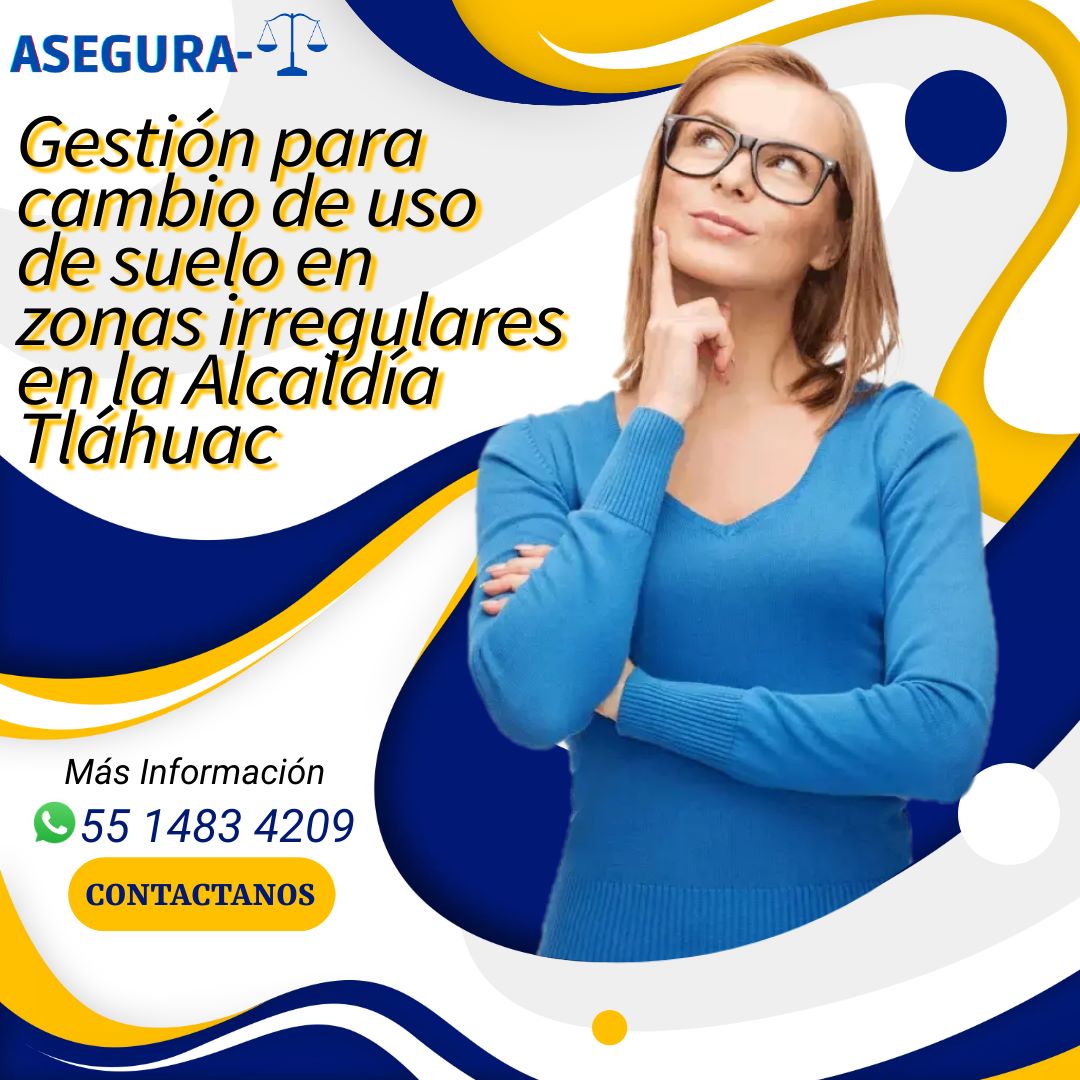 ASEGURA-
Gestión para
cambio de uso
de suelo en
zonas irregulares
en la Alcaldía
Tláhuac
Más Información
55 1483 4209
CONTACTANOS